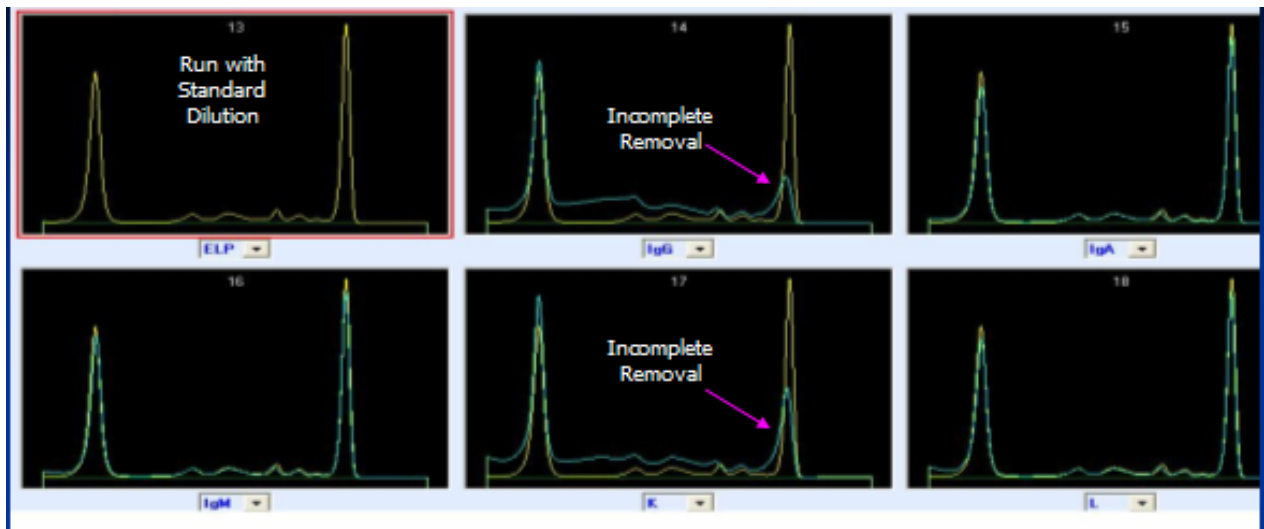 13
Run with
Standard
Dilution
ELP
14
Incomplete
Removal
IgG
15
IgA
16
IgM
17
Incomplete
Removal
K
18
L